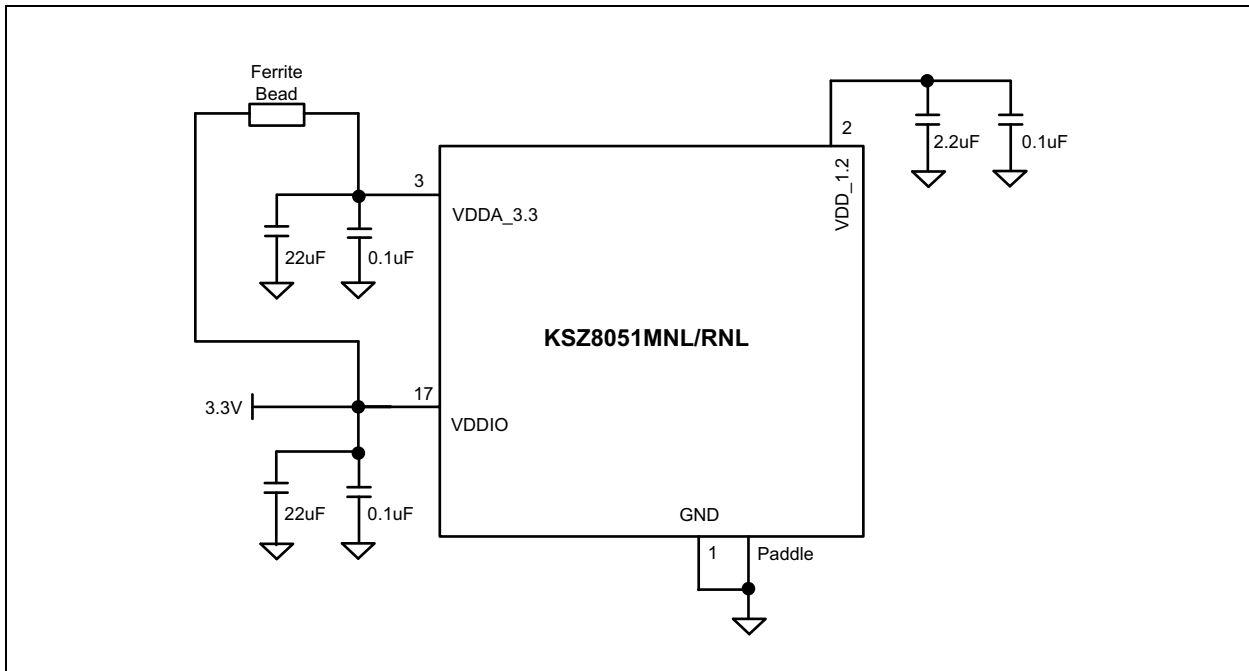 Ferrite
Bead
2
2.2uF
0.1uF
VDD_1.2
3
VDDA_3.3
22uF
0.1uF
KSZ8051MNL/RNL
17
3.3V
VDDIO
22uF
0.1uF
GND
1
Paddle